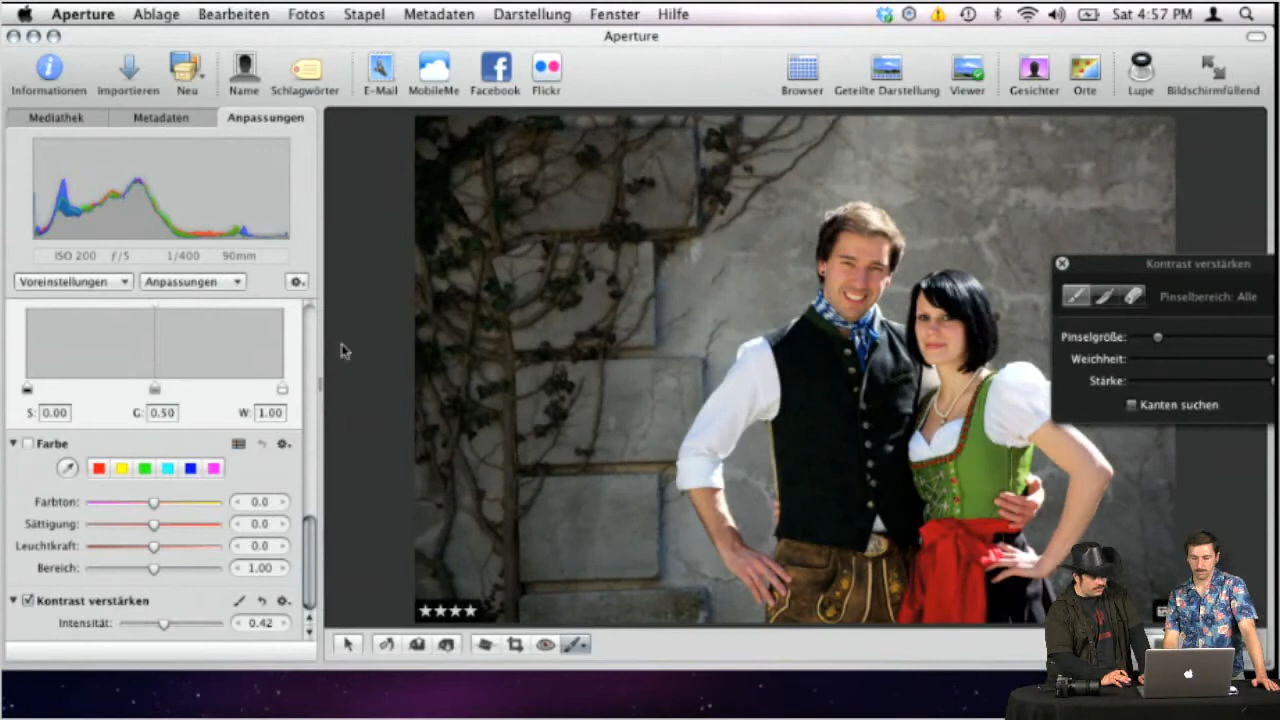 Aperture Ablage Bearbeiten Fotos Stapel Metadaten Darstellung Fenster Hilfe Sat 4:57 PM
Aperture
Informationen Importieren Neu Name Schlagwörter E-Mail MobileMe Facebook Flickr Browser Geteilte Darstellung Viewer Gesichter Orte Lupe Bildschirmfüllend
Mediathek Metadaten Anpassungen
ISO 200 ƒ/5 1/400 90mm
Voreinstellungen Anpassungen
Kontrast verstärken
Pinselbereich: Alle
Pinselgröße:
Weichheit:
Stärke:
Kanten suchen
S: 0.00 G: 0.50 W: 1.00
Farbe
Farbton: 0.0
Sättigung: 0.0
Leuchtkraft: 0.0
Bereich: 1.00
Kontrast verstärken
Intensität: 0.42